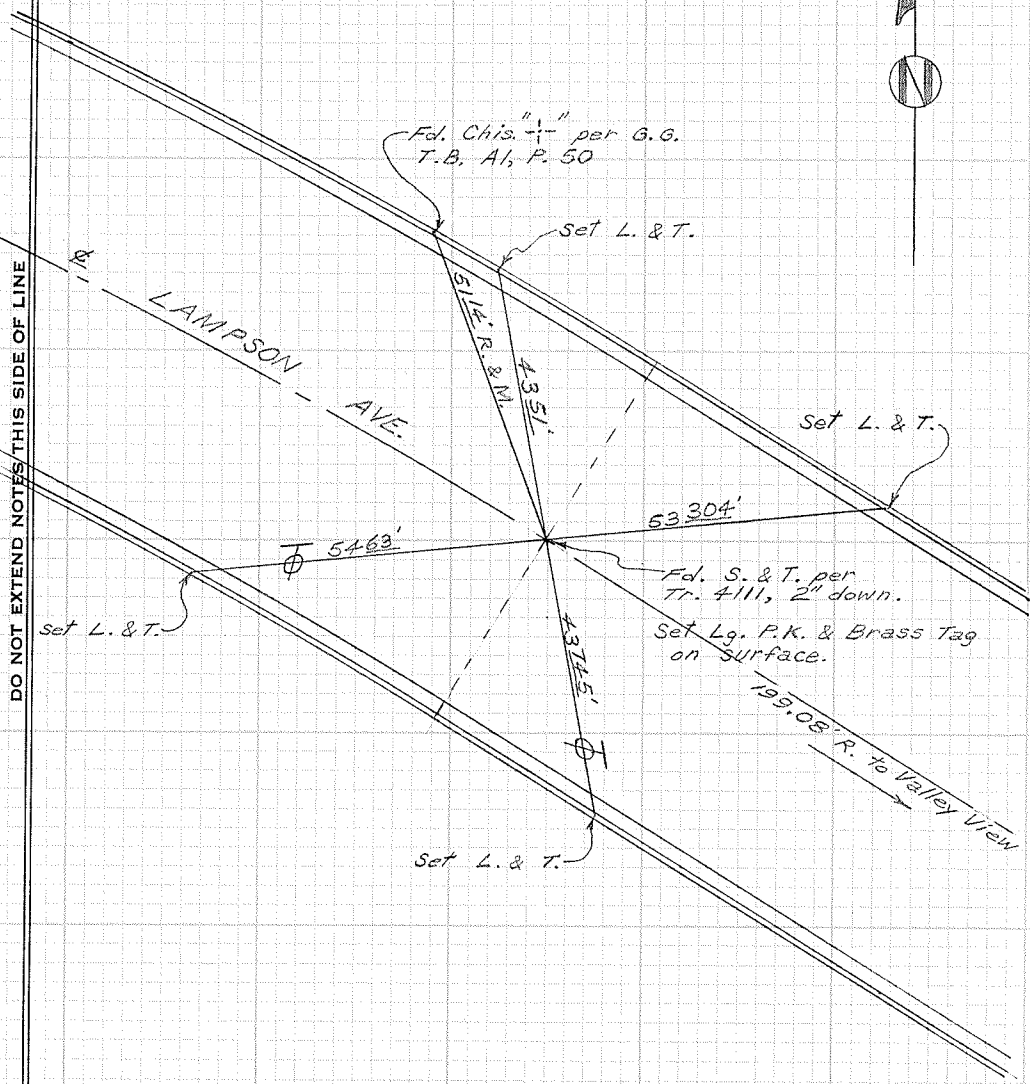 N
Fd. Chis. "+" per G.G.
T.B. A1, P. 50
Set L. & T.
℄
LAMPSON AVE.
51 14' R. & M.
43 51'
Set L. & T.
53 304'
54 63'
Fd. S. & T. per
Tr. 4111, 2" down.
Set L. & T.
Set Lg. P.K. & Brass Tag
on surface.
43 745'
199.08' R. to Valley View
Set L. & T.
DO NOT EXTEND NOTES THIS SIDE OF LINE